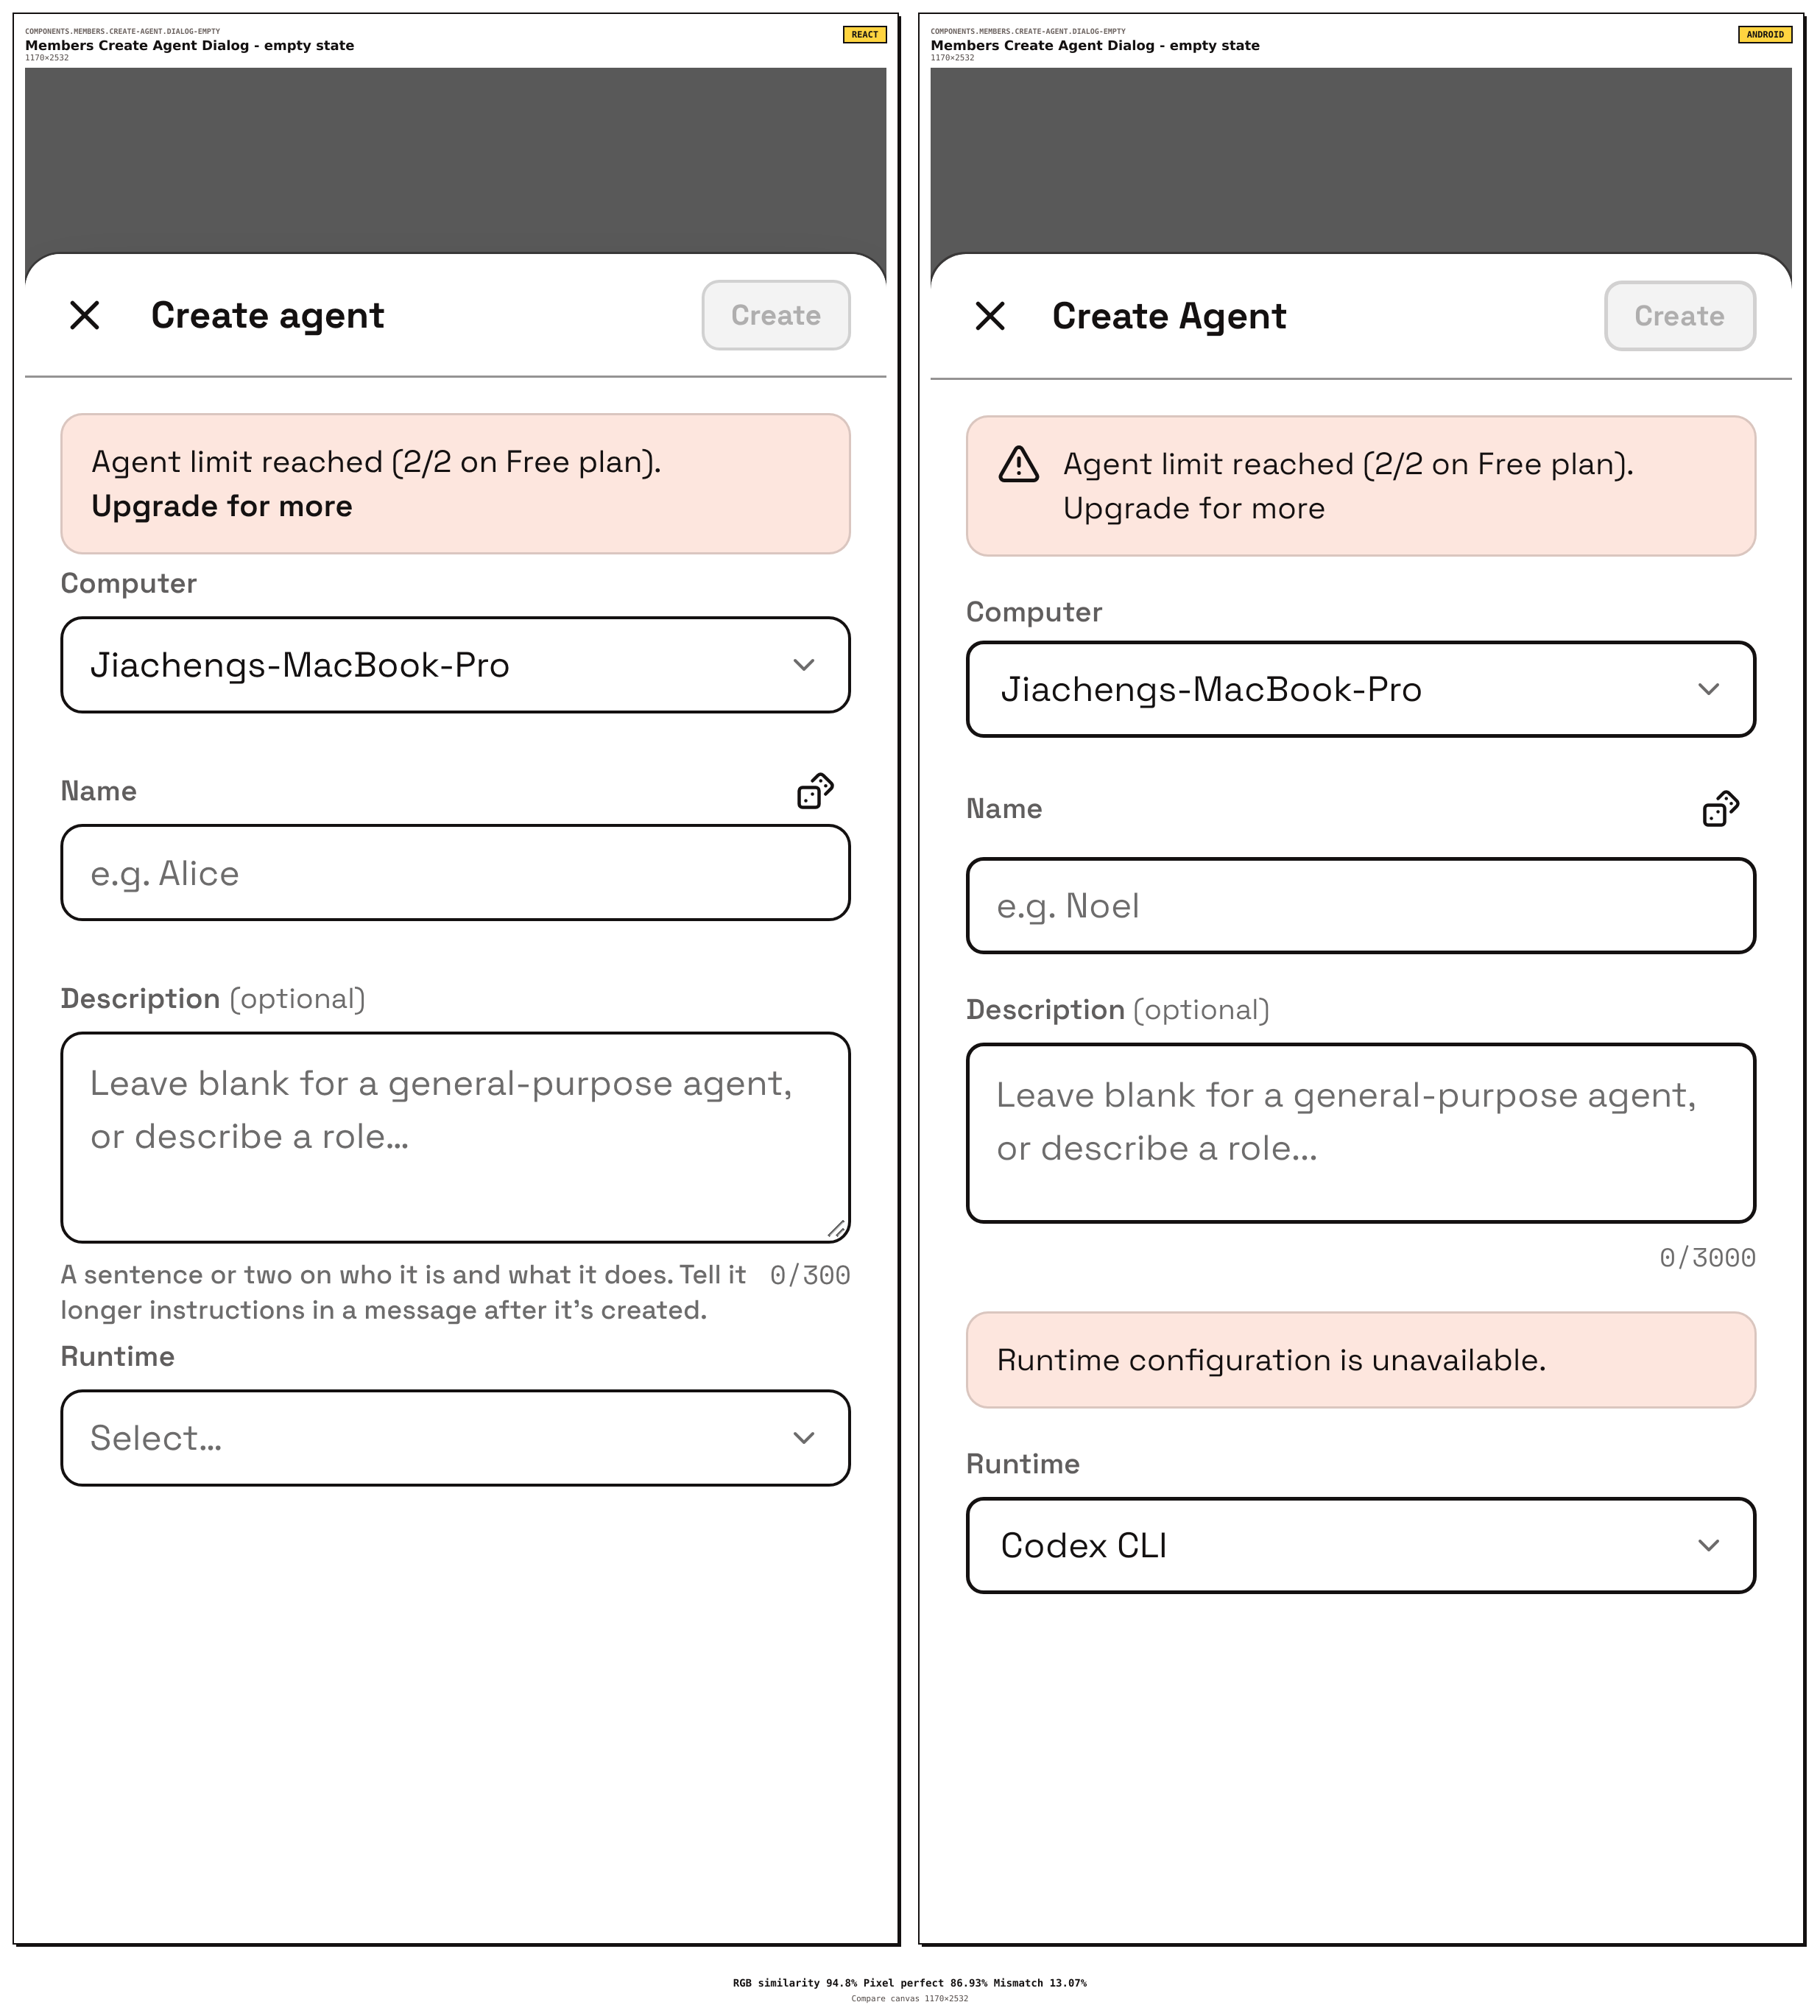 COMPONENTS.MEMBERS.CREATE-AGENT.DIALOG-EMPTY
Members Create Agent Dialog - empty state
1170×2532
REACT
Create agent
Create
Agent limit reached (2/2 on Free plan).
Upgrade for more
Computer
Jiachengs-MacBook-Pro
Name
e.g. Alice
Description (optional)
Leave blank for a general-purpose agent,
or describe a role…
A sentence or two on who it is and what it does. Tell it 0/300
longer instructions in a message after it’s created.
Runtime
Select…
COMPONENTS.MEMBERS.CREATE-AGENT.DIALOG-EMPTY
Members Create Agent Dialog - empty state
1170×2532
ANDROID
Create Agent
Create
Agent limit reached (2/2 on Free plan).
Upgrade for more
Computer
Jiachengs-MacBook-Pro
Name
e.g. Noel
Description (optional)
Leave blank for a general-purpose agent,
or describe a role...
0/3000
Runtime configuration is unavailable.
Runtime
Codex CLI
RGB similarity 94.8% Pixel perfect 86.93% Mismatch 13.07%
Compare canvas 1170×2532